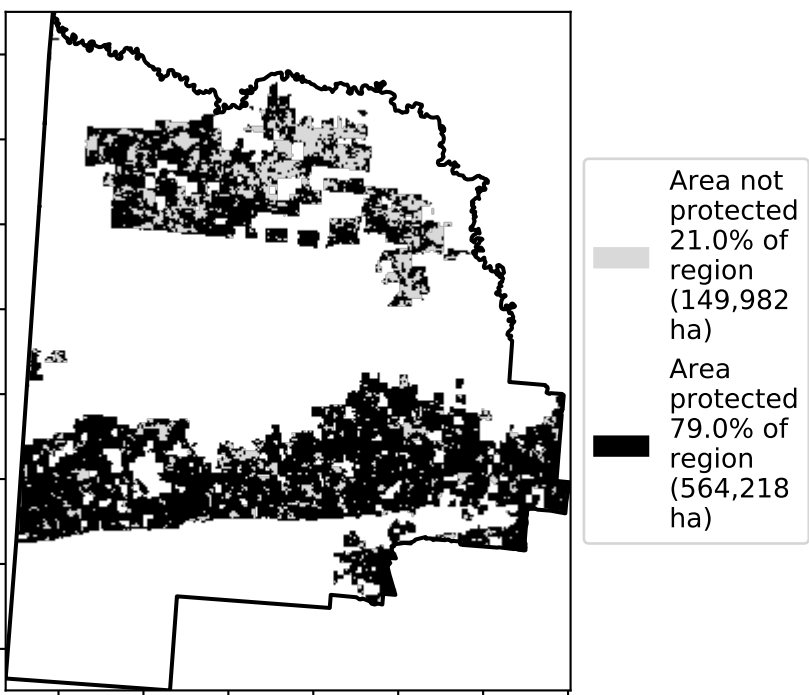 Area not
protected
21.0% of
region
(149,982
ha)
Area
protected
79.0% of
region
(564,218
ha)